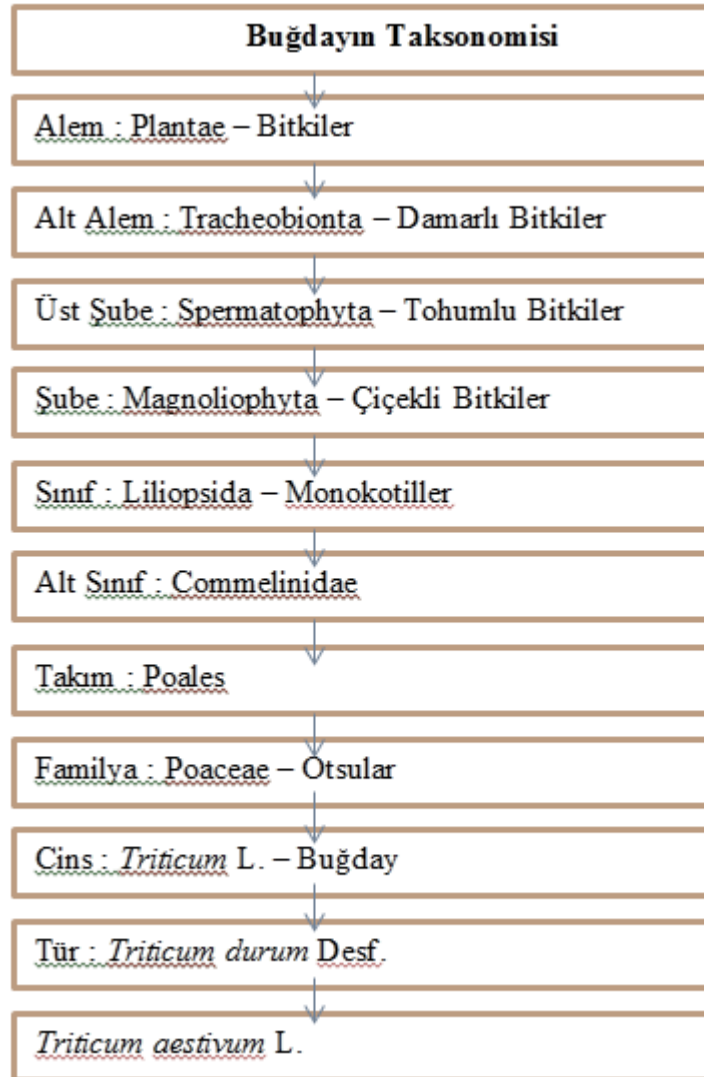 Buğdayın Taksonomisi
Alem : Plantae – Bitkiler
Alt Alem : Tracheobionta – Damarlı Bitkiler
Üst Şube : Spermatophyta – Tohumlu Bitkiler
Şube : Magnoliophyta – Çiçekli Bitkiler
Sınıf : Liliopsida – Monokotiller
Alt Sınıf : Commelinidae
Takım : Poales
Familya : Poaceae – Otsular
Cins : Triticum L. – Buğday
Tür : Triticum durum Desf.
Triticum aestivum L.